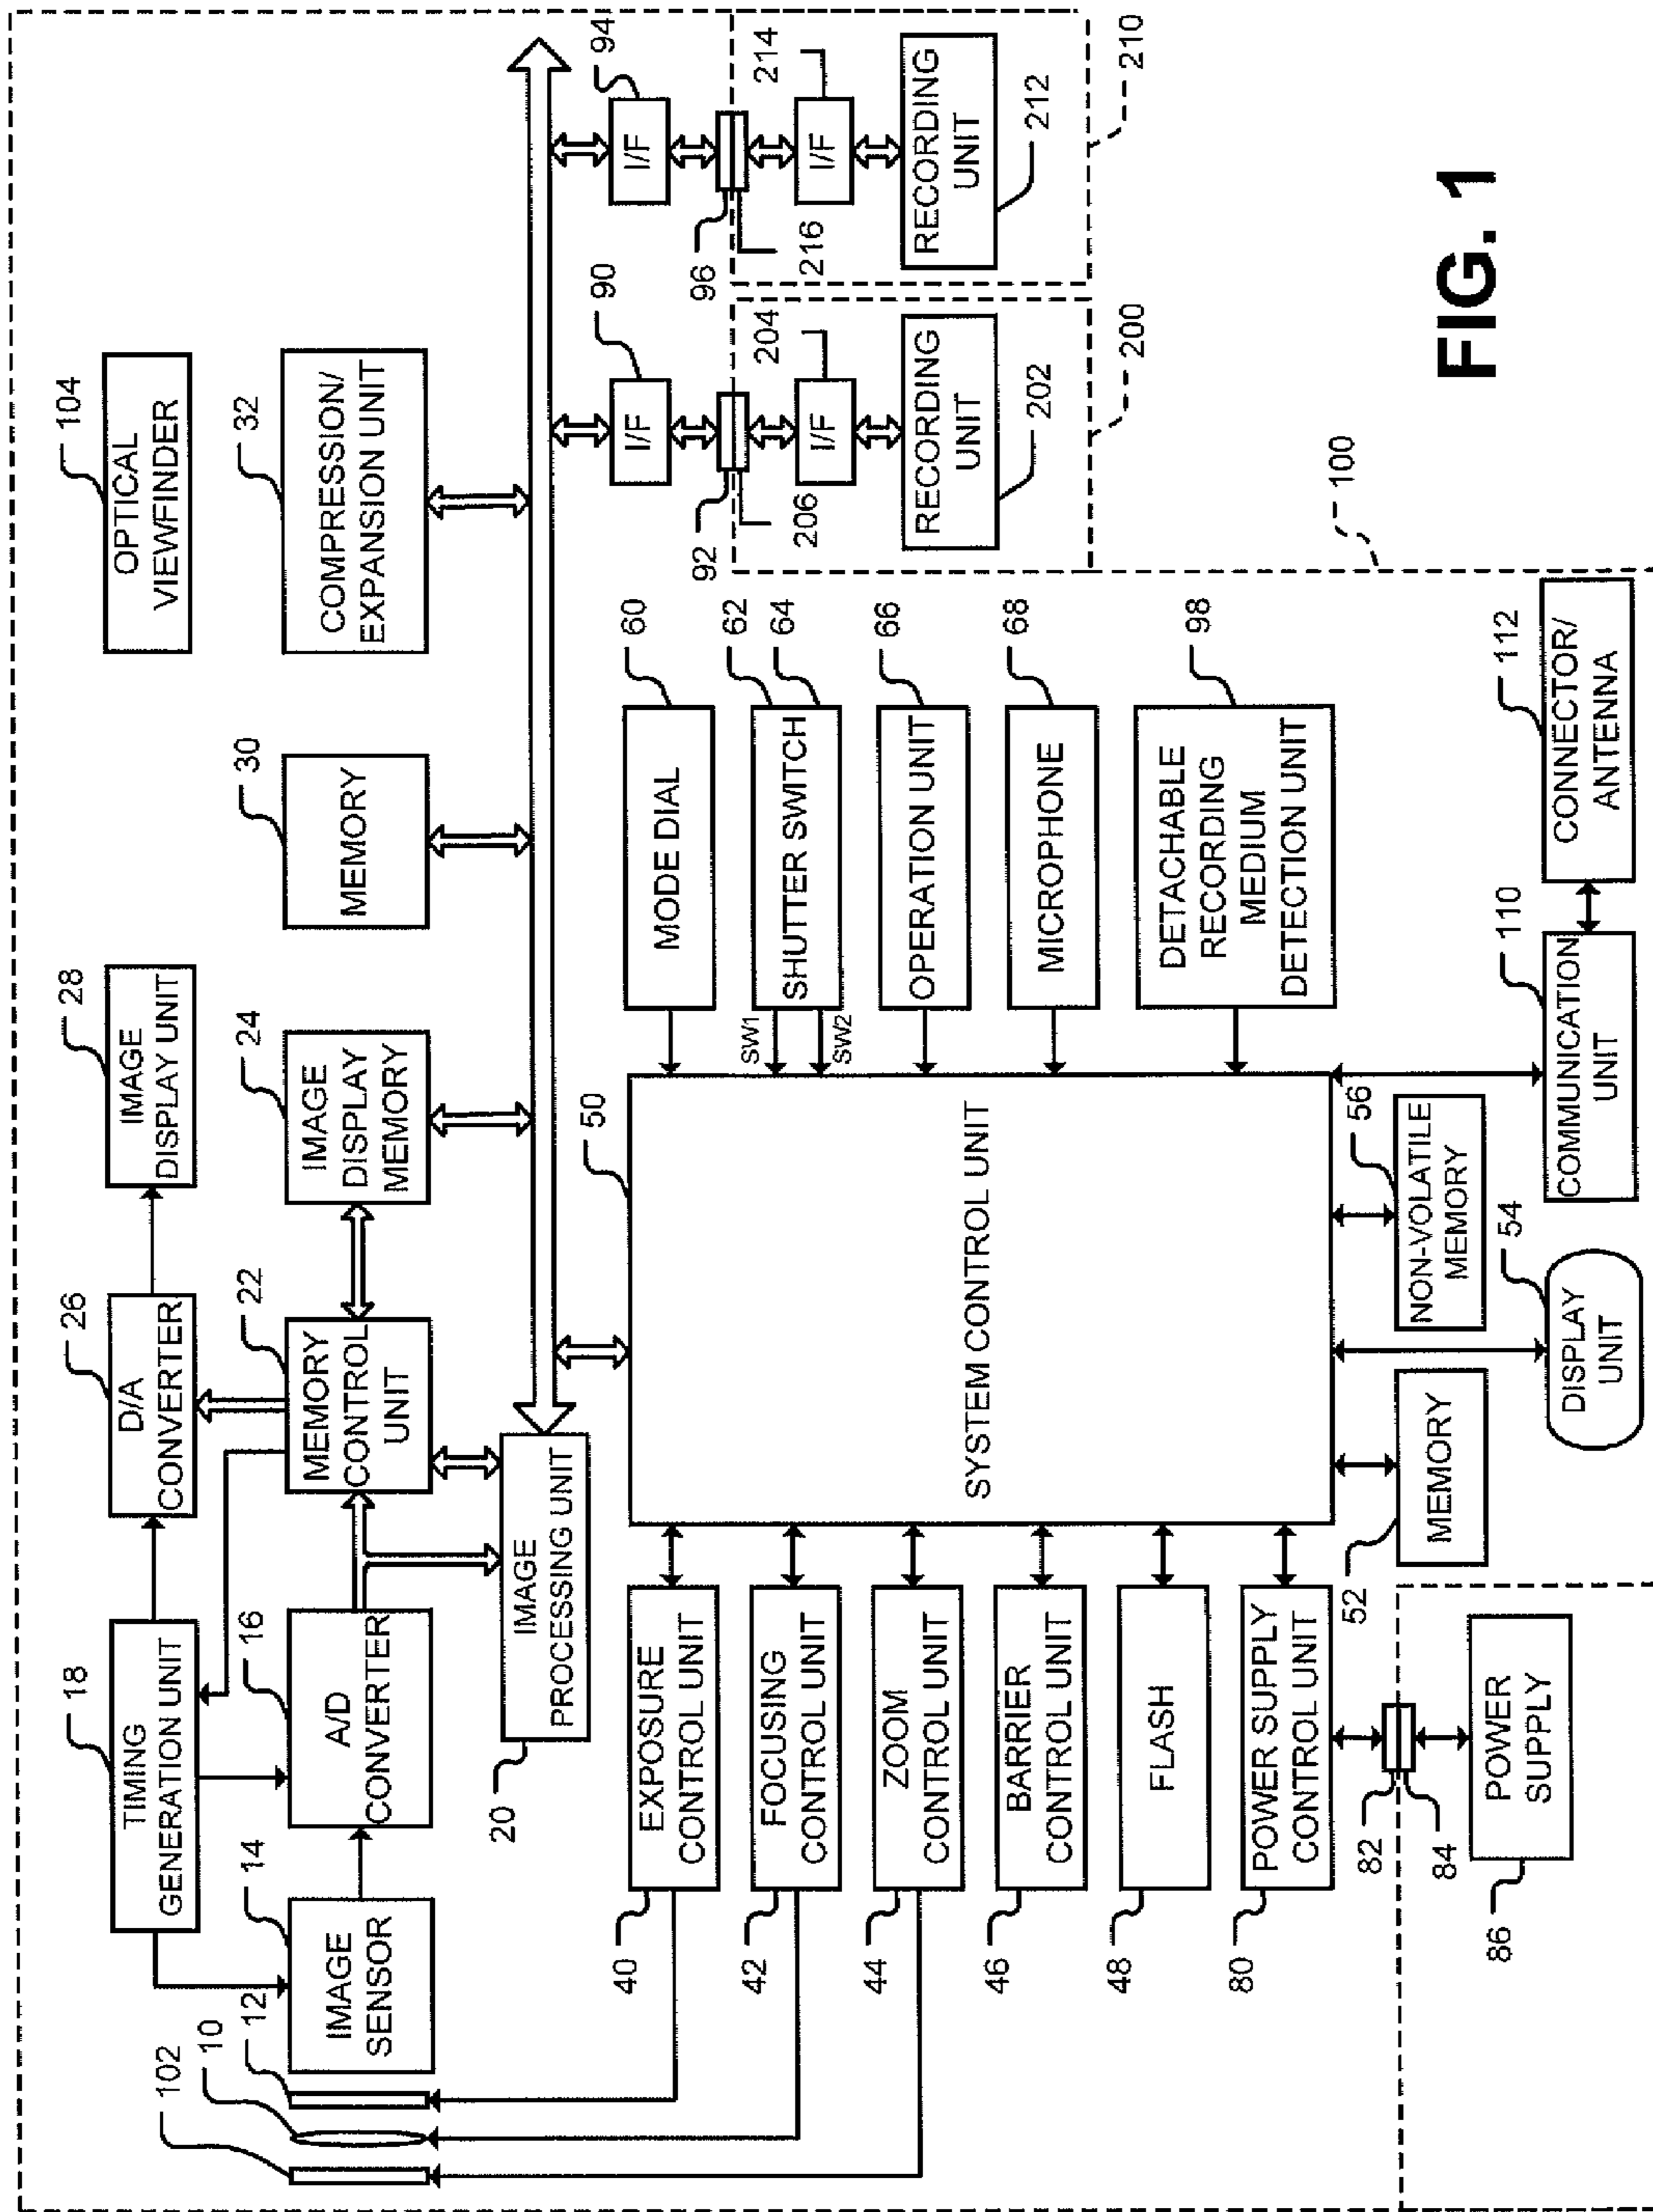 104
OPTICAL
VIEWFINDER
28
IMAGE
DISPLAY UNIT
26
D/A
CONVERTER
18
TIMING
GENERATION UNIT
32
COMPRESSION/
EXPANSION UNIT
30
MEMORY
24
IMAGE
DISPLAY
MEMORY
22
MEMORY
CONTROL
UNIT
16
A/D
CONVERTER
14
IMAGE
SENSOR
12
10
102
20
IMAGE
PROCESSING UNIT
94
I/F
96
216
214
I/F
RECORDING
UNIT
212
210
90
I/F
92
206
204
I/F
RECORDING
UNIT
202
200
100
40
EXPOSURE
CONTROL UNIT
42
FOCUSING
CONTROL UNIT
44
ZOOM
CONTROL UNIT
46
BARRIER
CONTROL UNIT
48
FLASH
80
POWER SUPPLY
CONTROL UNIT
82
84
86
POWER
SUPPLY
50
SYSTEM CONTROL UNIT
60
MODE DIAL
62
64
SHUTTER SWITCH
SW1
SW2
66
OPERATION UNIT
68
MICROPHONE
98
DETACHABLE
RECORDING
MEDIUM
DETECTION UNIT
52
MEMORY
54
DISPLAY
UNIT
56
NON-VOLATILE
MEMORY
110
COMMUNICATION
UNIT
112
CONNECTOR/
ANTENNA
FIG. 1